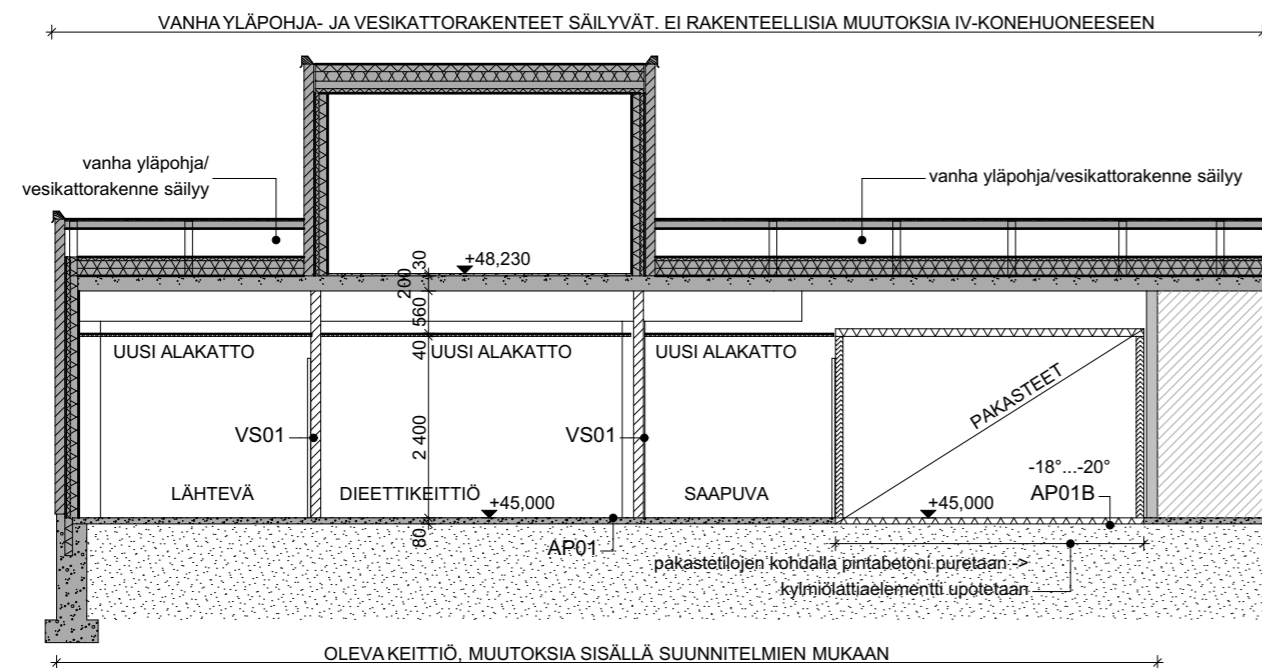 VANHA YLÄPOHJA- JA VESIKATTORAKENTEET SÄILYVÄT. EI RAKENTEELLISIA MUUTOKSIA IV-KONEHUONEESEEN
vanha yläpohja/
vesikattorakenne säilyy
vanha yläpohja/vesikattorakenne säilyy
+48,230
30
200
560
40
UUSI ALAKATTO
UUSI ALAKATTO
UUSI ALAKATTO
PAKASTEET
VS01
2 400
VS01
-18°...-20°
LÄHTEVÄ
DIEETTIKEITTIÖ
SAAPUVA
AP01B
+45,000
+45,000
80
AP01
pakastetilojen kohdalla pintabetoni puretaan ->
kylmiölattiaelementti upotetaan
OLEVA KEITTIÖ, MUUTOKSIA SISÄLLÄ SUUNNITELMIEN MUKAAN